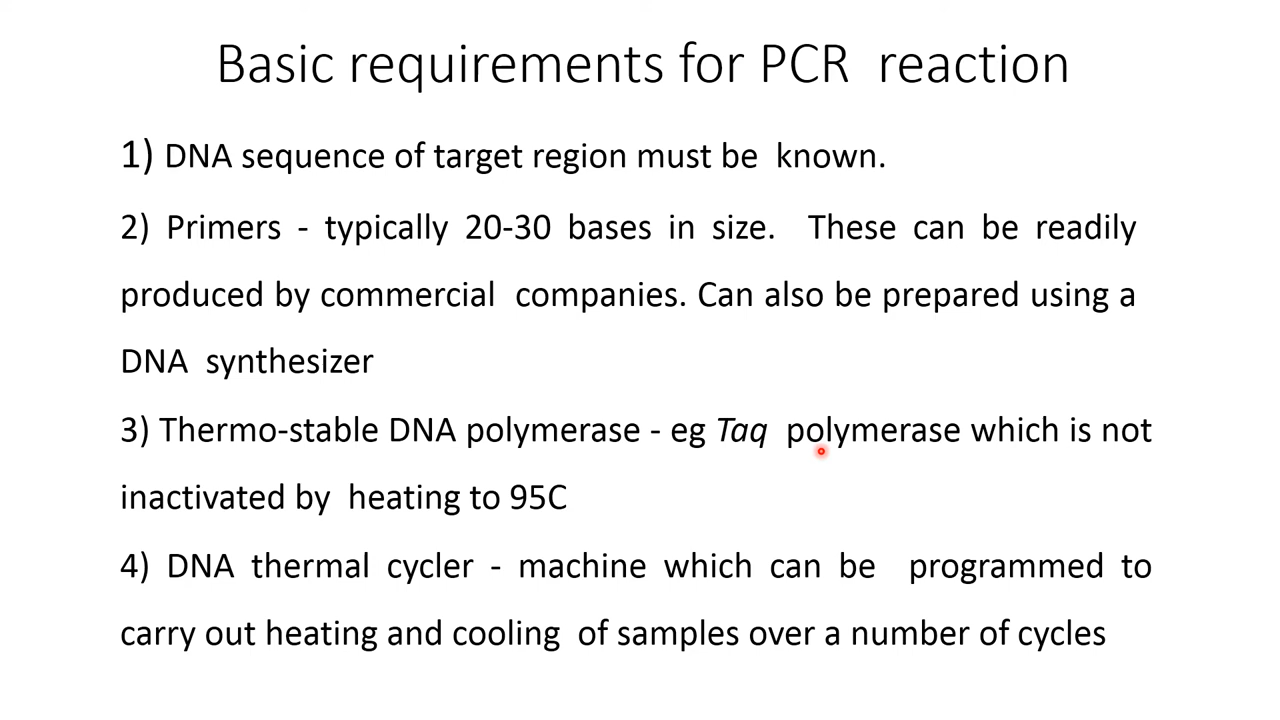 Basic requirements for PCR reaction
1) DNA sequence of target region must be known.
2) Primers - typically 20-30 bases in size. These can be readily
produced by commercial companies. Can also be prepared using a
DNA synthesizer
3) Thermo-stable DNA polymerase - eg Taq polymerase which is not
inactivated by heating to 95C
4) DNA thermal cycler - machine which can be programmed to
carry out heating and cooling of samples over a number of cycles